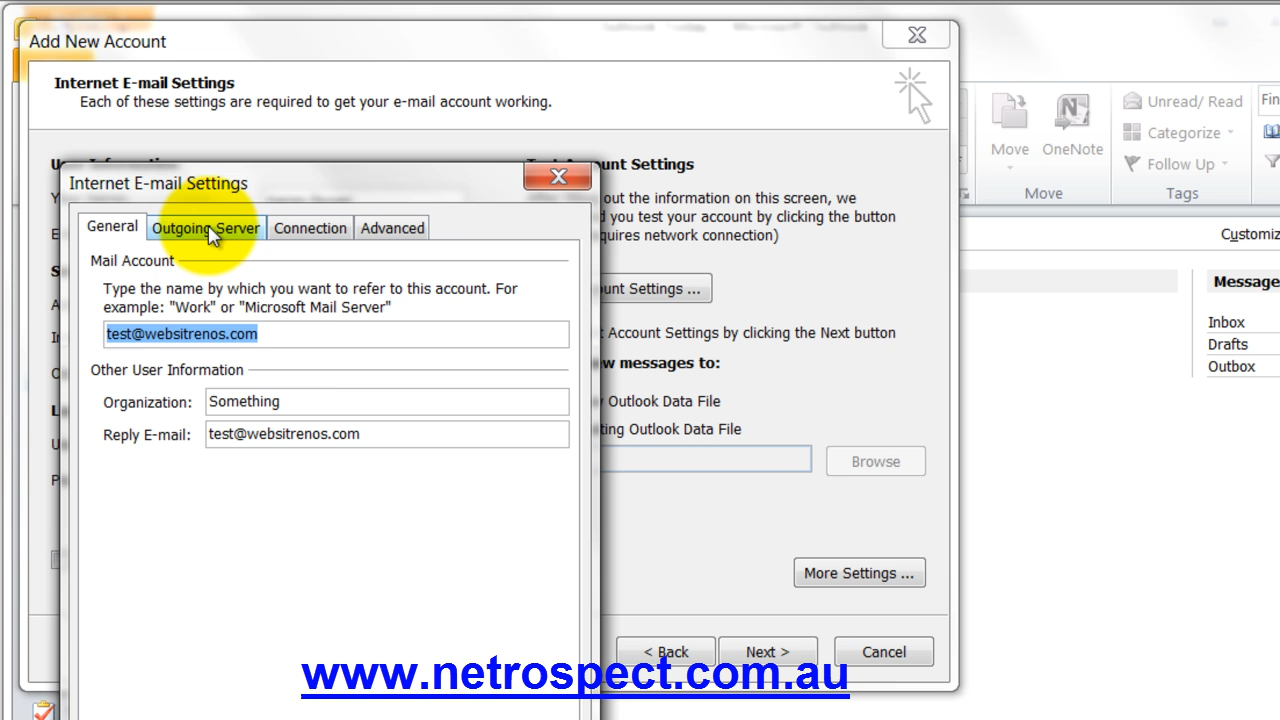 Add New Account
Internet E-mail Settings
Each of these settings are required to get your e-mail account working.
Internet E-mail Settings
General
Outgoing Server
Connection
Advanced
Mail Account
Type the name by which you want to refer to this account. For
example: "Work" or "Microsoft Mail Server"
test@websitrenos.com
Other User Information
Organization:
Something
Reply E-mail:
test@websitrenos.com
Account Settings
out the information on this screen, we
you test your account by clicking the button
network connection)
Settings ...
Account Settings by clicking the Next button
messages to:
Outlook Data File
Outlook Data File
Browse
More Settings ...
< Back
Next >
Cancel
Move
OneNote
Move
Unread/ Read
Categorize
Follow Up
Tags
Inbox
Drafts
Outbox
www.netrospect.com.au